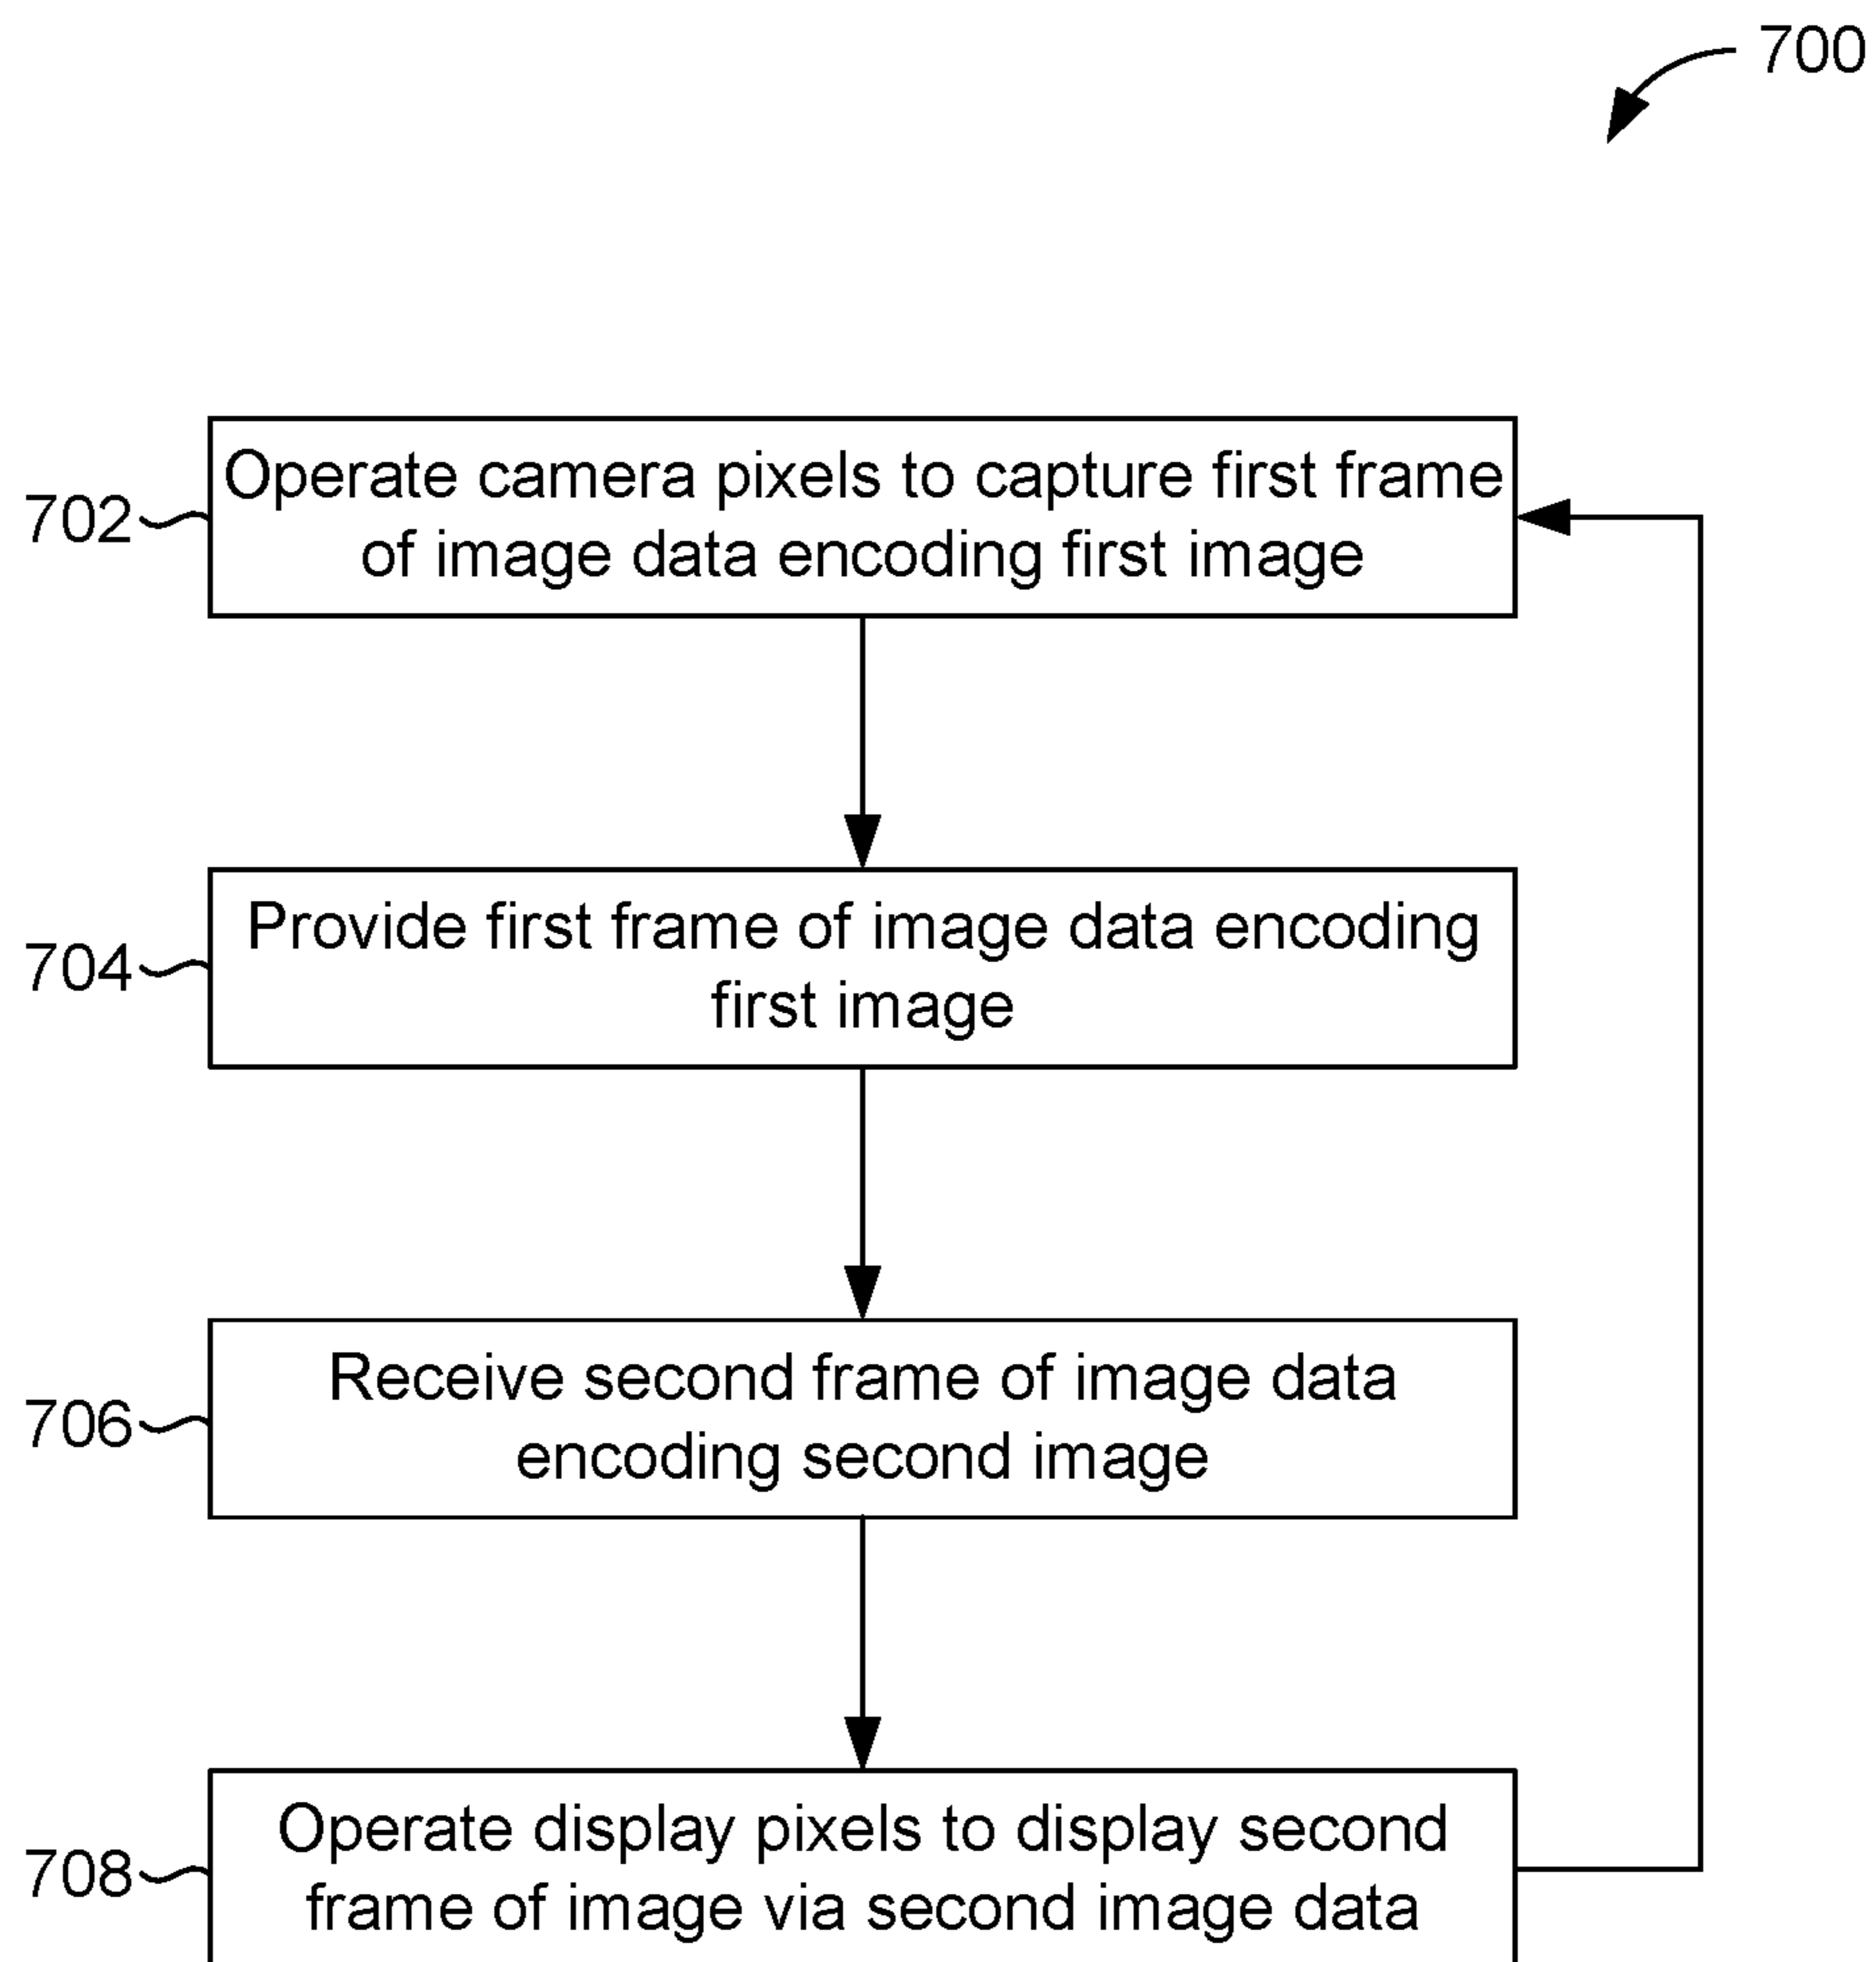 700
702
Operate camera pixels to capture first frame
of image data encoding first image
704
Provide first frame of image data encoding
first image
706
Receive second frame of image data
encoding second image
708
Operate display pixels to display second
frame of image via second image data